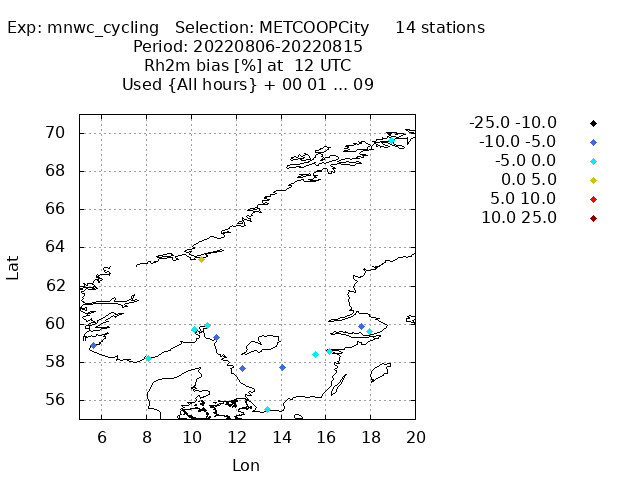 Exp: mnwc_cycling   Selection: METCOOPCity     14 stations
Period: 20220806-20220815
Rh2m bias [%] at  12 UTC
Used {All hours} + 00 01 ... 09
-25.0 -10.0
-10.0 -5.0
-5.0 0.0
0.0 5.0
5.0 10.0
10.0 25.0
70
68
66
64
62
60
58
56
Lat
6 8 10 12 14 16 18 20
Lon